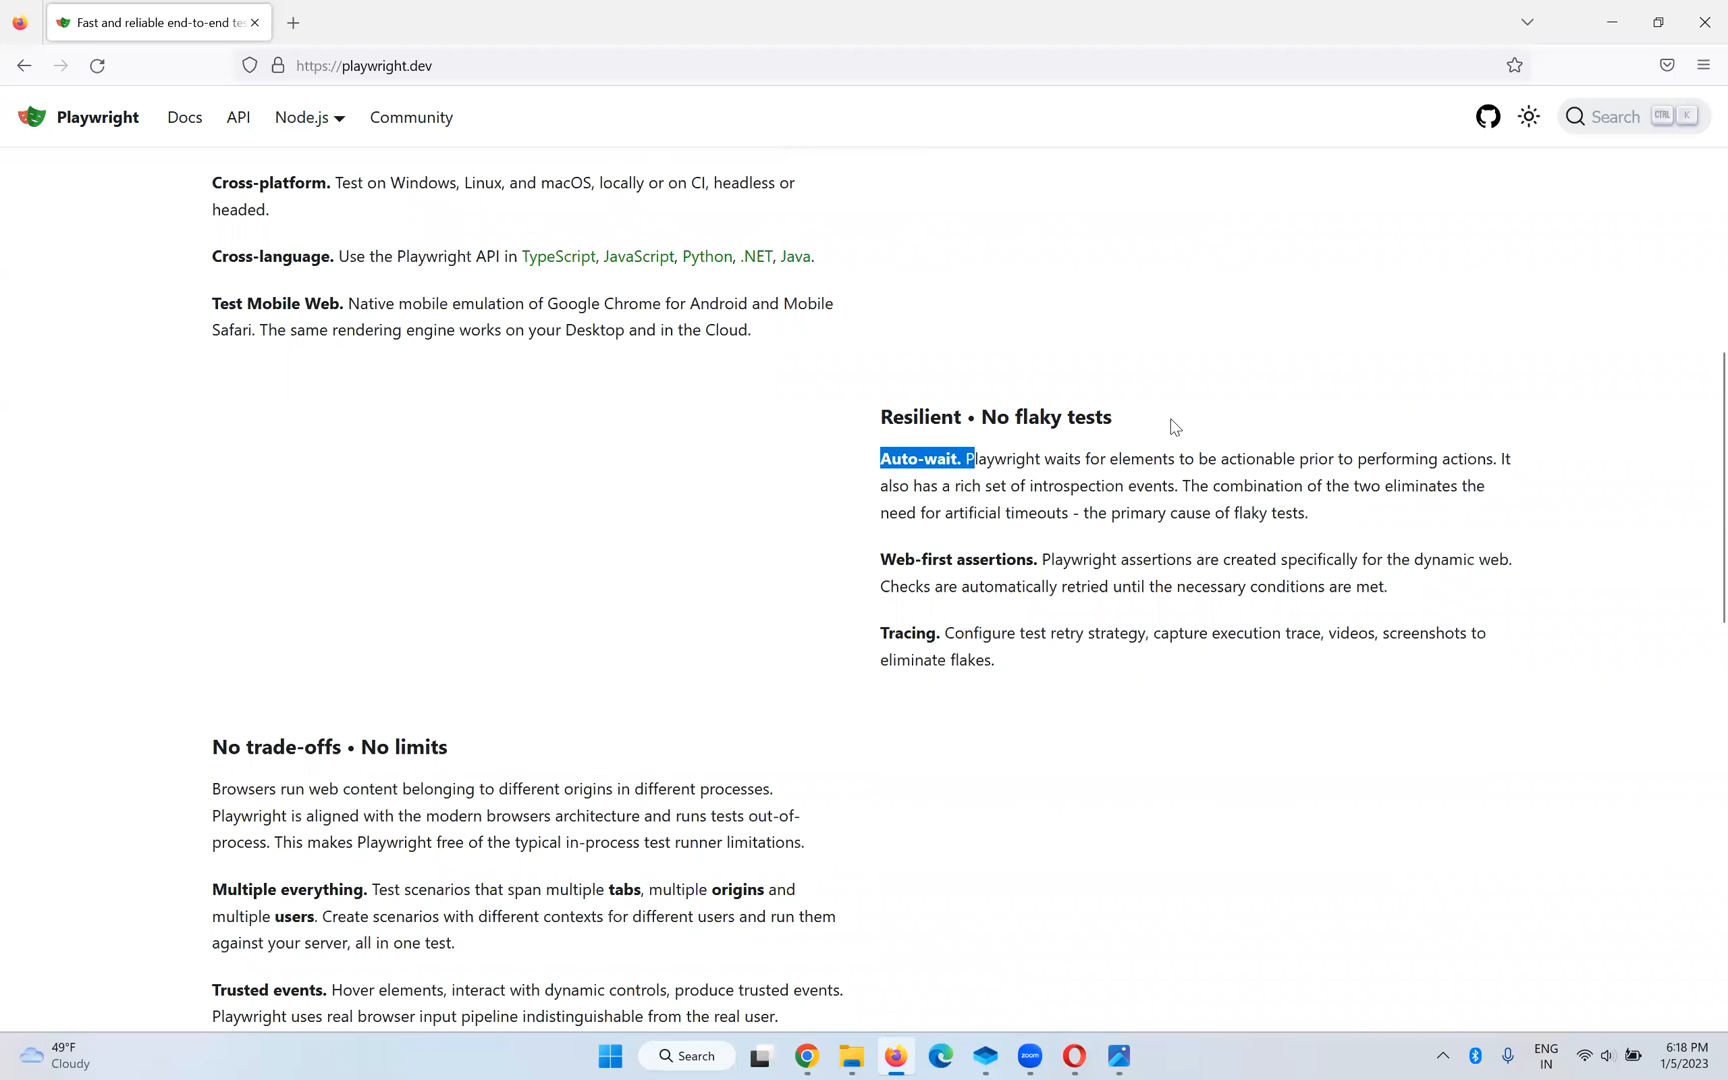 Fast and reliable end-to-end tes
https://playwright.dev
Playwright
Docs
API
Node.js
Community
Search
CTRL
K
Cross-platform. Test on Windows, Linux, and macOS, locally or on CI, headless or
headed.
Cross-language. Use the Playwright API in TypeScript, JavaScript, Python, .NET, Java.
Test Mobile Web. Native mobile emulation of Google Chrome for Android and Mobile
Safari. The same rendering engine works on your Desktop and in the Cloud.
Resilient • No flaky tests
Auto-wait. Playwright waits for elements to be actionable prior to performing actions. It
also has a rich set of introspection events. The combination of the two eliminates the
need for artificial timeouts - the primary cause of flaky tests.
Web-first assertions. Playwright assertions are created specifically for the dynamic web.
Checks are automatically retried until the necessary conditions are met.
Tracing. Configure test retry strategy, capture execution trace, videos, screenshots to
eliminate flakes.
No trade-offs • No limits
Browsers run web content belonging to different origins in different processes.
Playwright is aligned with the modern browsers architecture and runs tests out-of-
process. This makes Playwright free of the typical in-process test runner limitations.
Multiple everything. Test scenarios that span multiple tabs, multiple origins and
multiple users. Create scenarios with different contexts for different users and run them
against your server, all in one test.
Trusted events. Hover elements, interact with dynamic controls, produce trusted events.
Playwright uses real browser input pipeline indistinguishable from the real user.
49°F
Cloudy
Search
zoom
ENG
IN
6:18 PM
1/5/2023